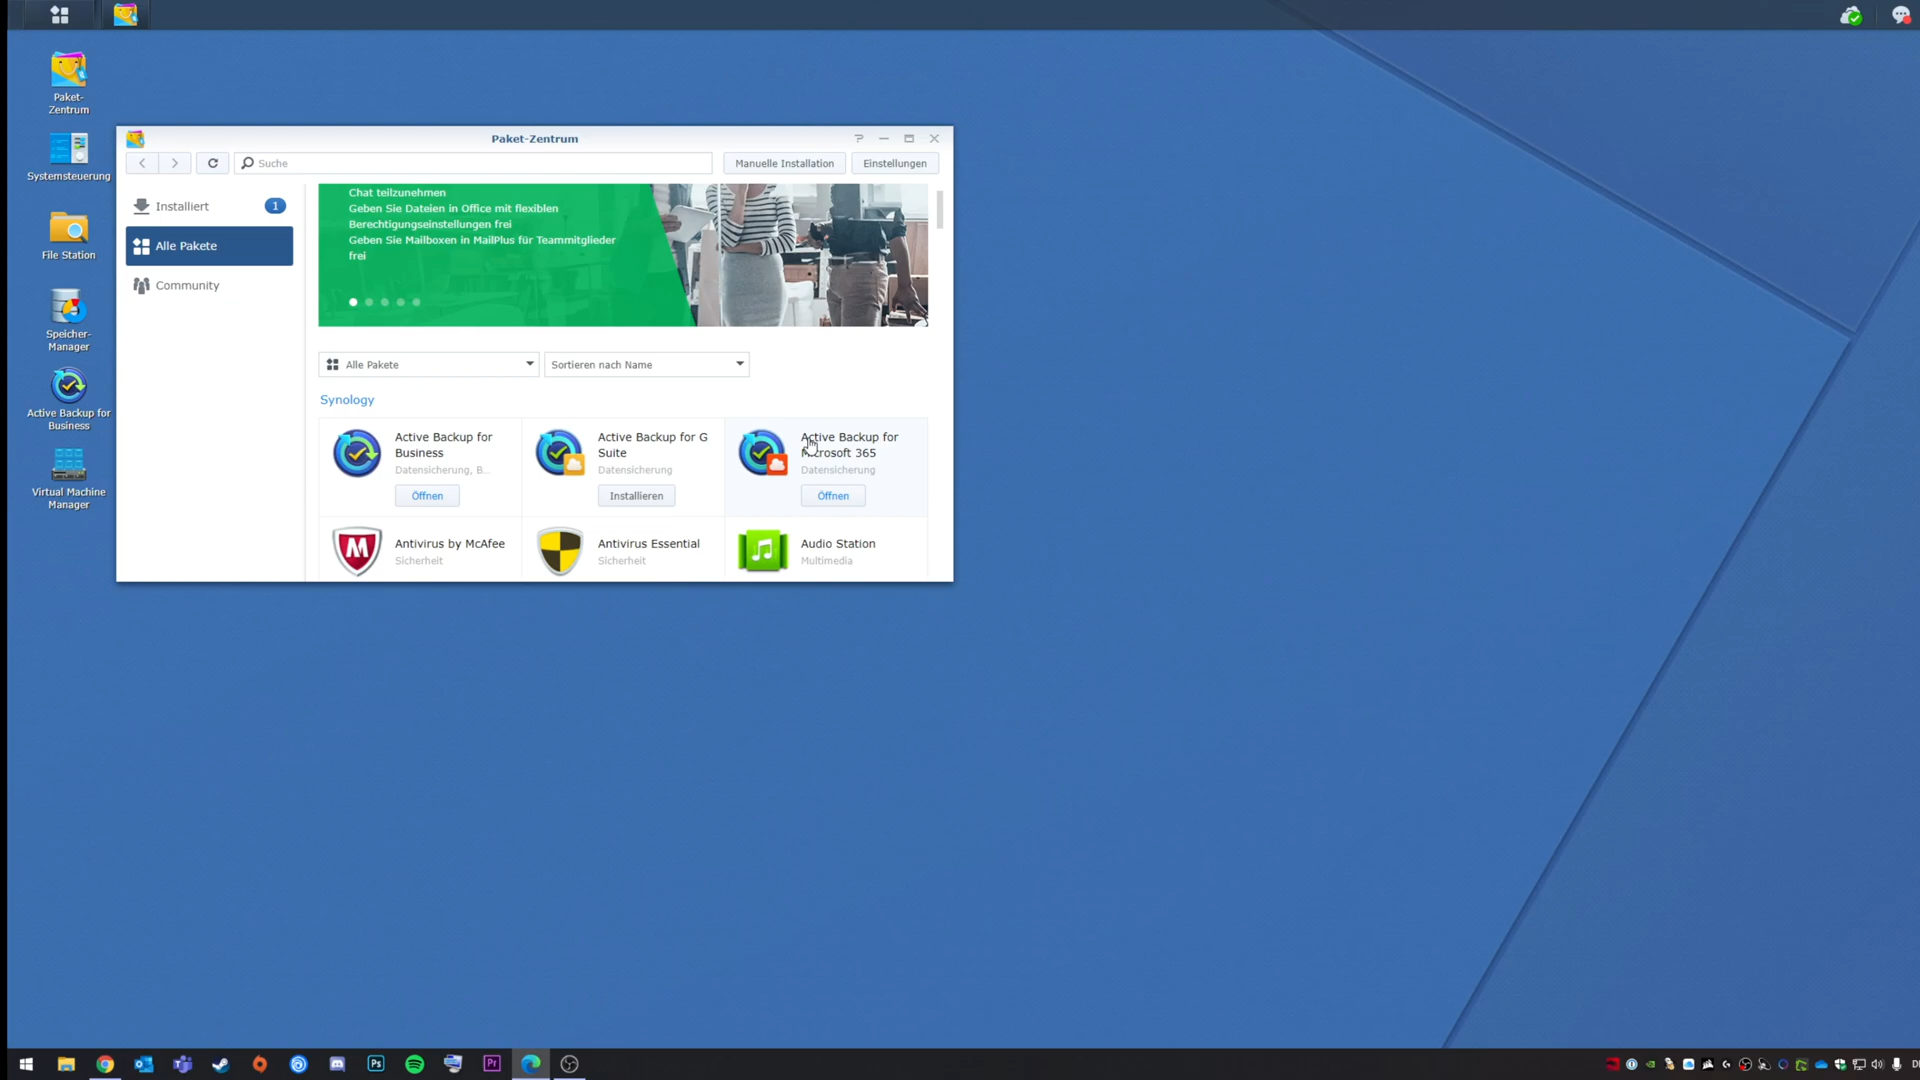 Paket-
Zentrum
Systemsteuerung
File Station
Speicher-
Manager
Active Backup for
Business
Virtual Machine
Manager
Paket-Zentrum
Suche
Manuelle Installation
Einstellungen
Installiert
1
Alle Pakete
Community
Chat teilzunehmen
Geben Sie Dateien in Office mit flexiblen
Berechtigungseinstellungen frei
Geben Sie Mailboxen in MailPlus für Teammitglieder
frei
Alle Pakete
Sortieren nach Name
Synology
Active Backup for
Business
Datensicherung, B...
Öffnen
Active Backup for G
Suite
Datensicherung
Installieren
Active Backup for
Microsoft 365
Datensicherung
Öffnen
Antivirus by McAfee
Sicherheit
Antivirus Essential
Sicherheit
Audio Station
Multimedia
Ps
Pr